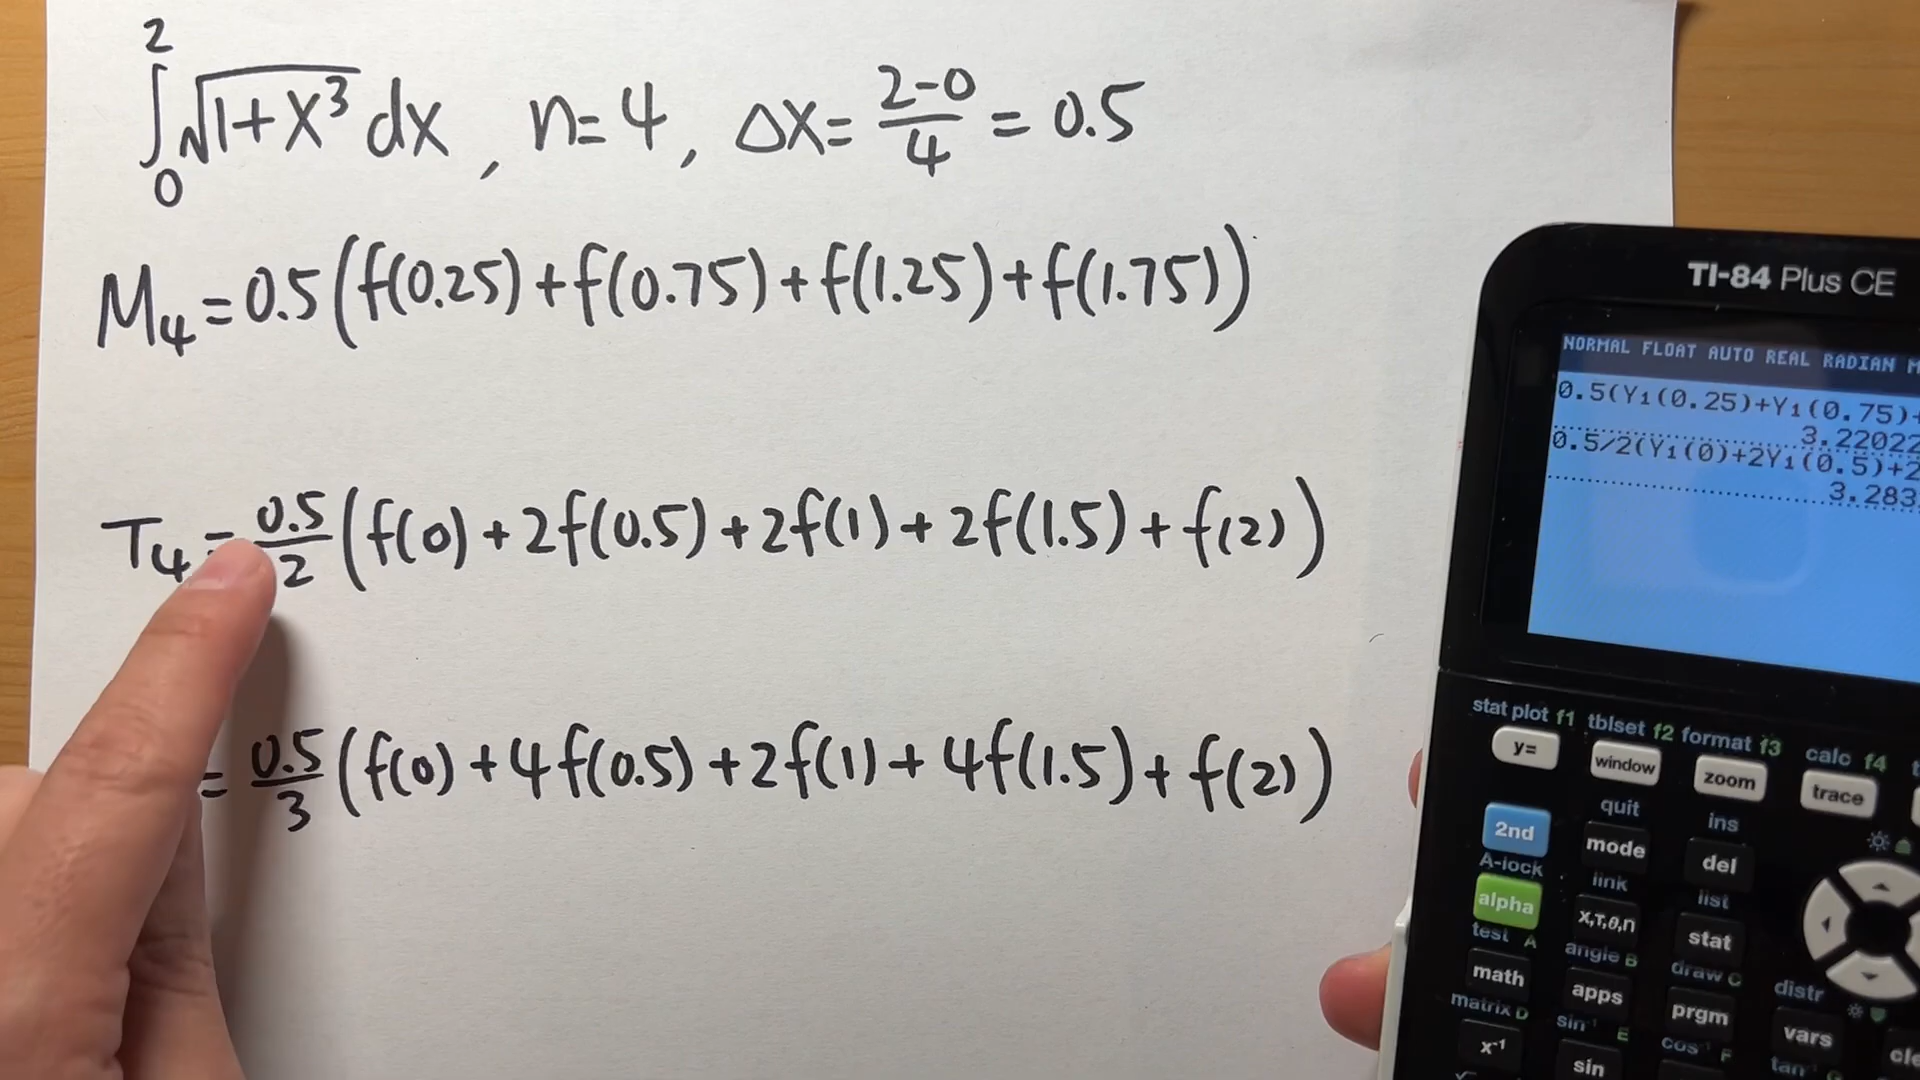 ∫₀² √(1+x³) dx , n=4 , Δx= (2-0)/4 = 0.5
M₄=0.5(f(0.25)+f(0.75)+f(1.25)+f(1.75))
T₄=0.5/2(f(0)+2f(0.5)+2f(1)+2f(1.5)+f(2))
=0.5/3(f(0)+4f(0.5)+2f(1)+4f(1.5)+f(2))
TI-84 Plus CE
NORMAL FLOAT AUTO REAL RADIAN
0.5(Y₁(0.25)+Y₁(0.75)+
3.22022
0.5/2(Y₁(0)+2Y₁(0.5)+2
3.283
stat plot f1 tblset f2 format f3 calc f4
y= window zoom trace
quit ins
2nd mode del
A-lock link list
alpha X,T,θ,n stat
test A angle B draw C distr
math apps prgm vars
matrix D sin⁻¹ E cos⁻¹ F tan⁻¹
x⁻¹ sin